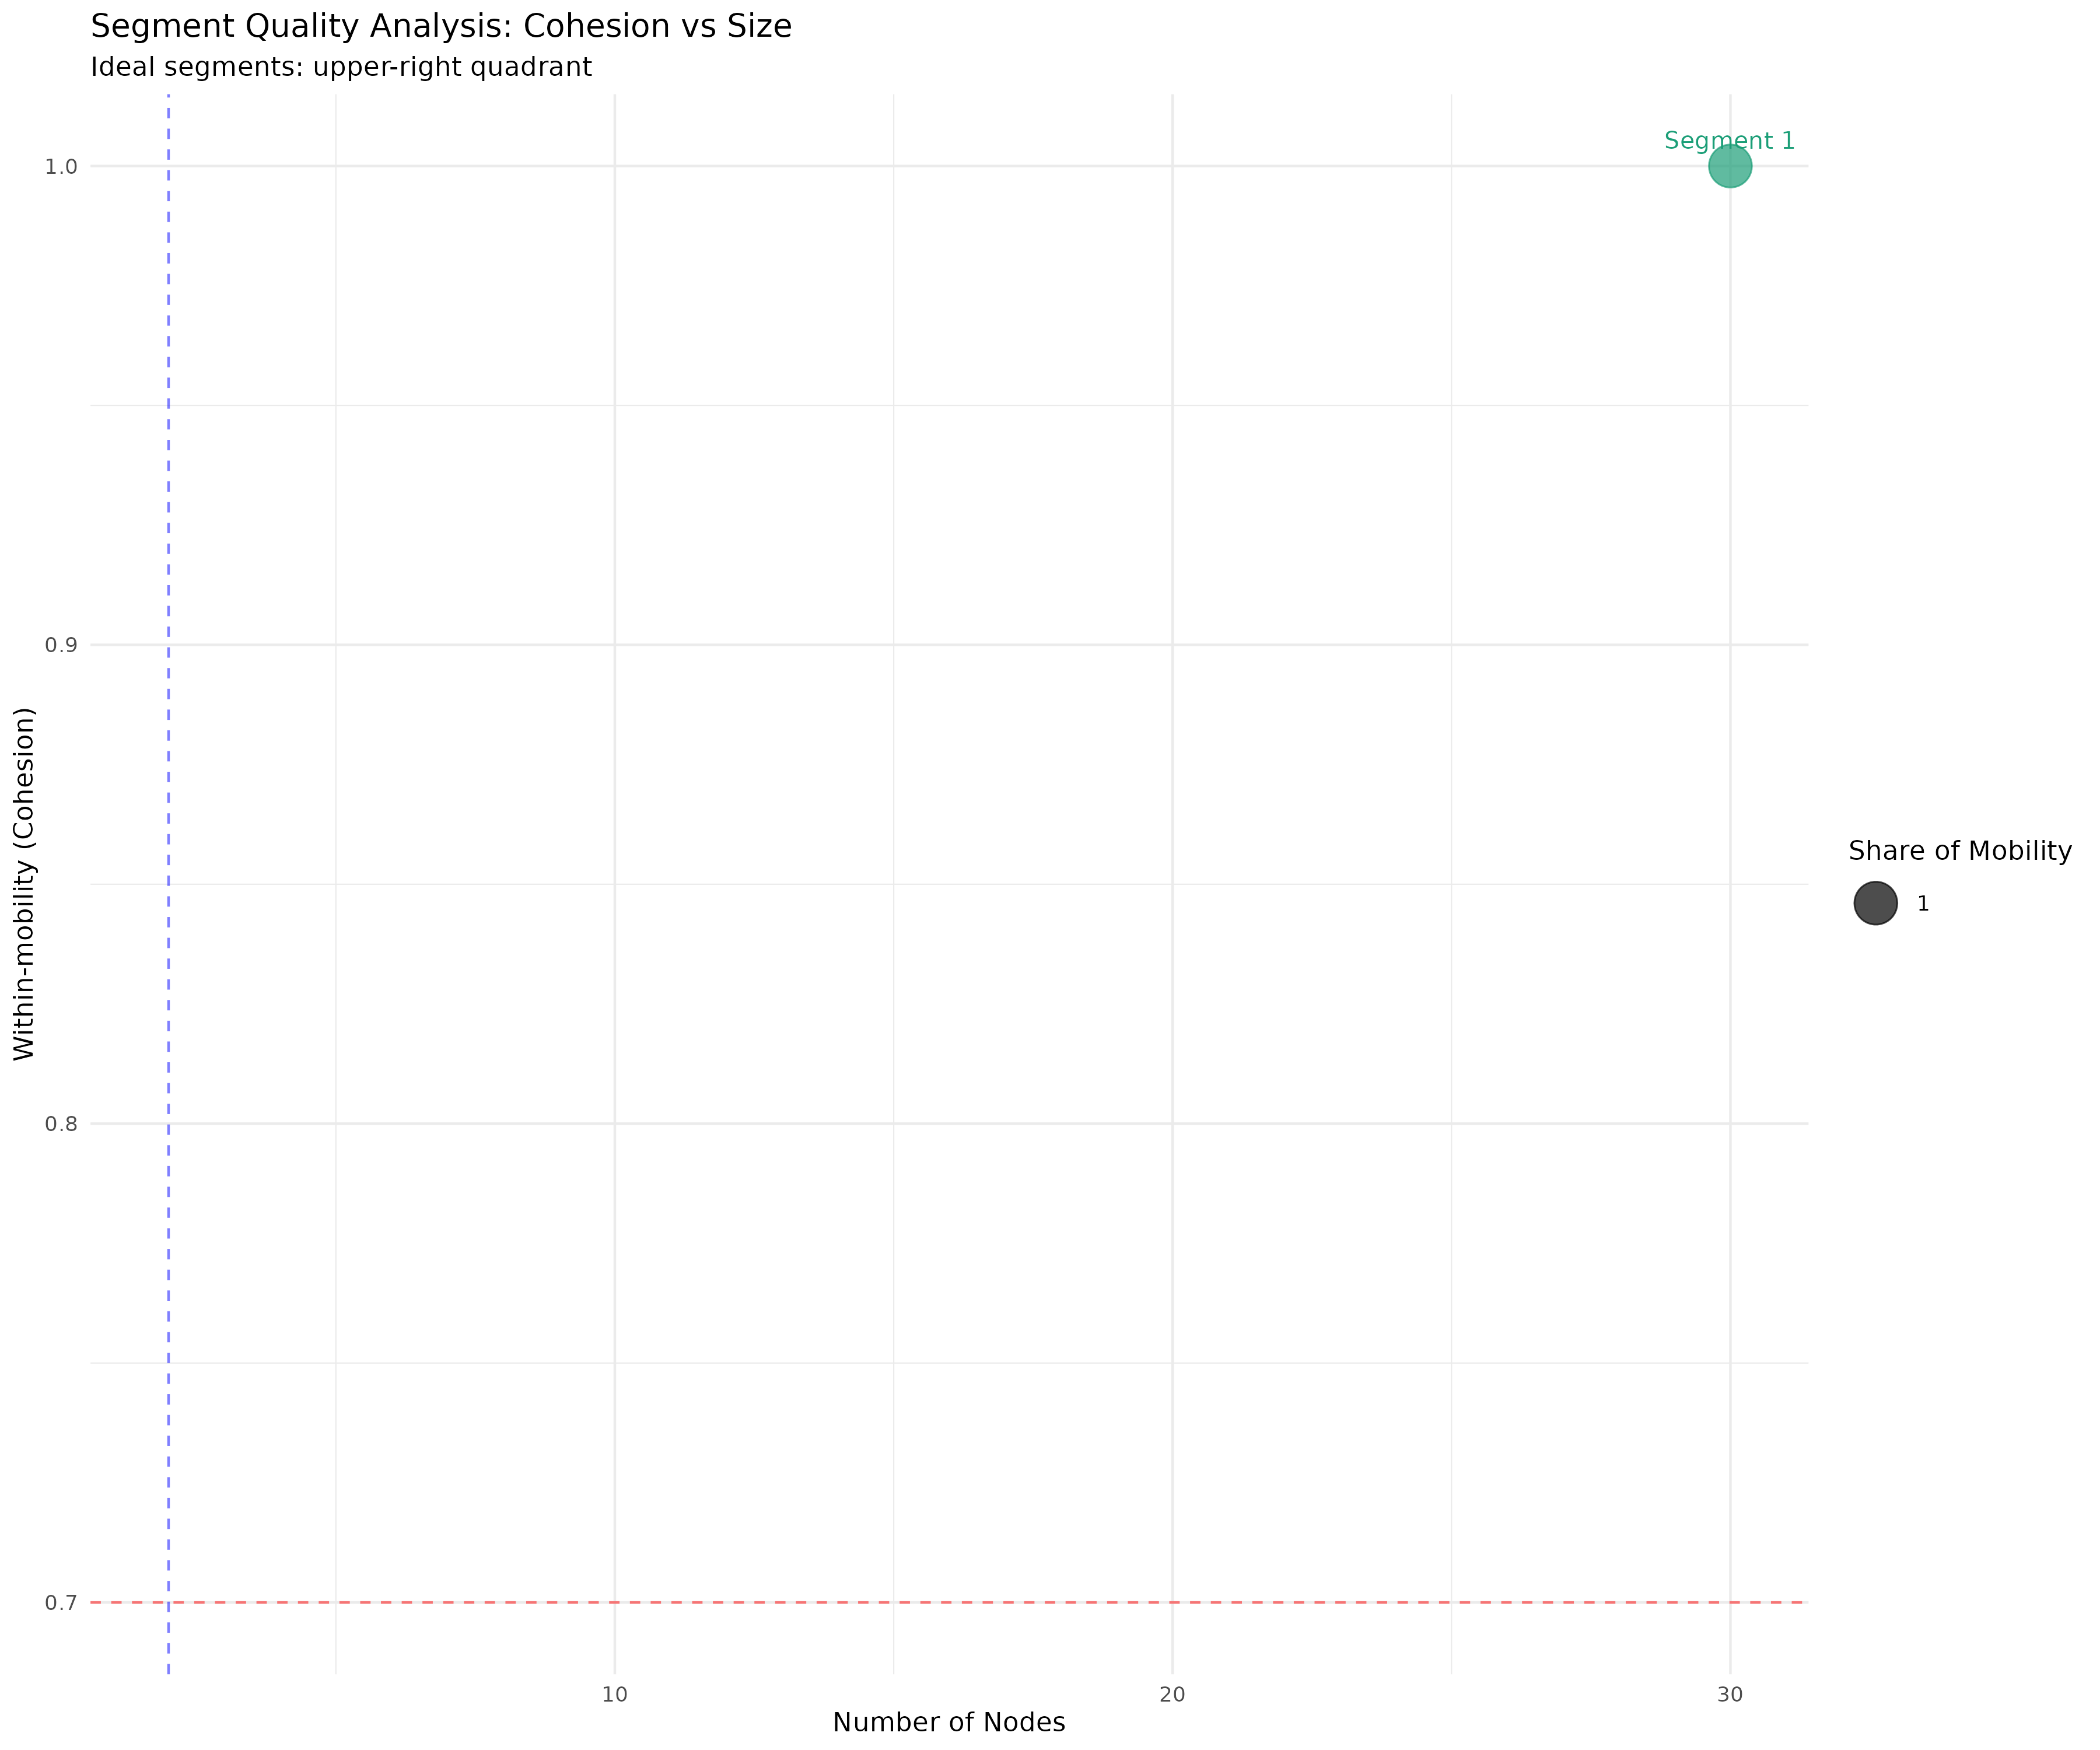 Segment Quality Analysis: Cohesion vs Size
Ideal segments: upper-right quadrant
Segment 1
1.0
0.9
0.8
0.7
Within-mobility (Cohesion)
10
20
30
Number of Nodes
Share of Mobility
1